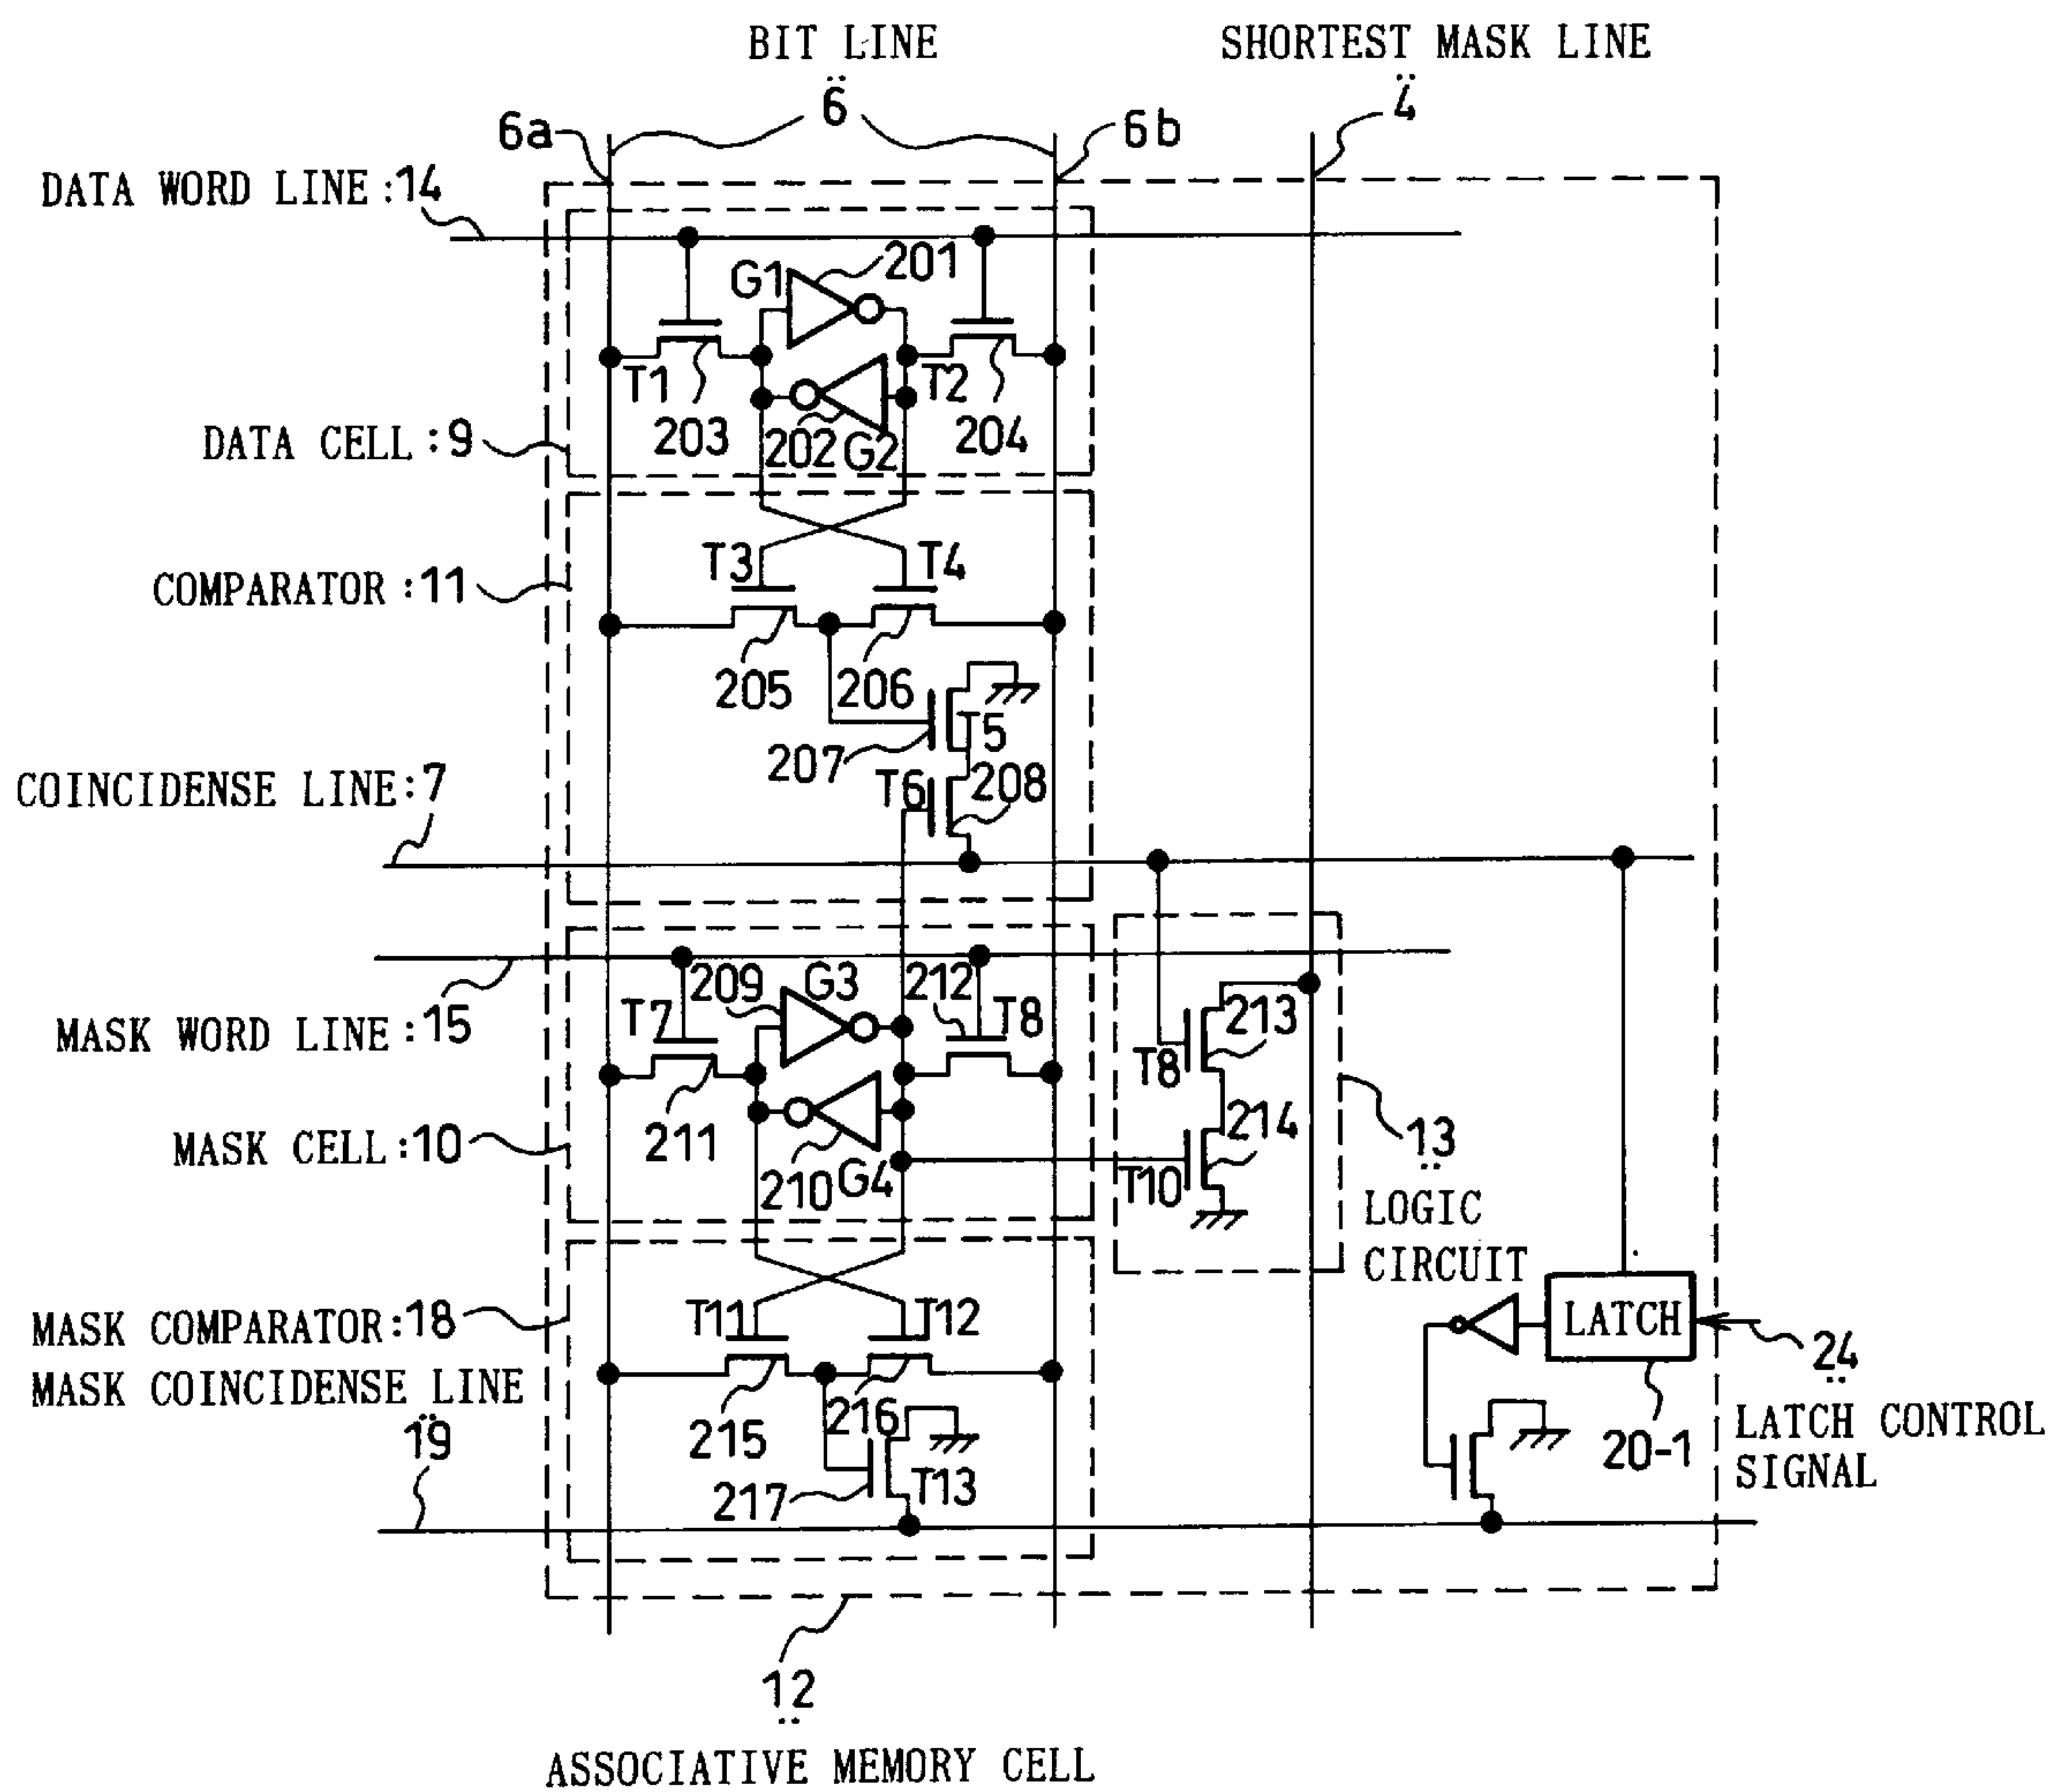 BIT LINE
SHORTEST MASK LINE
6
4
6a
6b
DATA WORD LINE :14
G1
201
T1
T2
203
202
G2
204
DATA CELL :9
T3
T4
COMPARATOR :11
205
206
T5
207
COINCIDENSE LINE:7
T6
208
209
G3
212
T7
T8
MASK WORD LINE :15
213
T8
211
210
G4
214
T10
13
MASK CELL :10
LOGIC
CIRCUIT
MASK COMPARATOR :18
T11
T12
LATCH
24
MASK COINCIDENSE LINE
19
215
216
217
T13
20-1
LATCH CONTROL
SIGNAL
12
ASSOCIATIVE MEMORY CELL